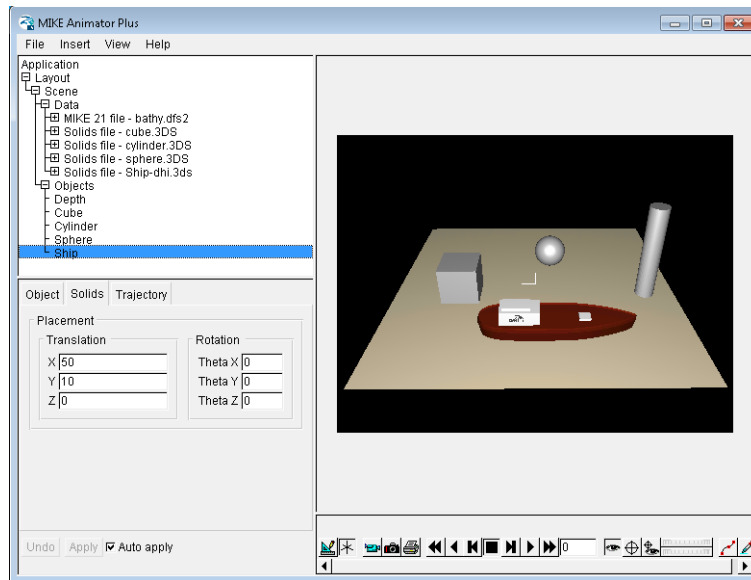 MIKE Animator Plus
File Insert View Help
Application
Layout
Scene
Data
MIKE 21 file - bathy.dfs2
Solids file - cube.3DS
Solids file - cylinder.3DS
Solids file - sphere.3DS
Solids file - Ship-dhi.3ds
Objects
Depth
Cube
Cylinder
Sphere
Ship
Object Solids Trajectory
Placement
Translation Rotation
X 50 Theta X 0
Y 10 Theta Y 0
Z 0 Theta Z 0
Undo Apply Auto apply
0